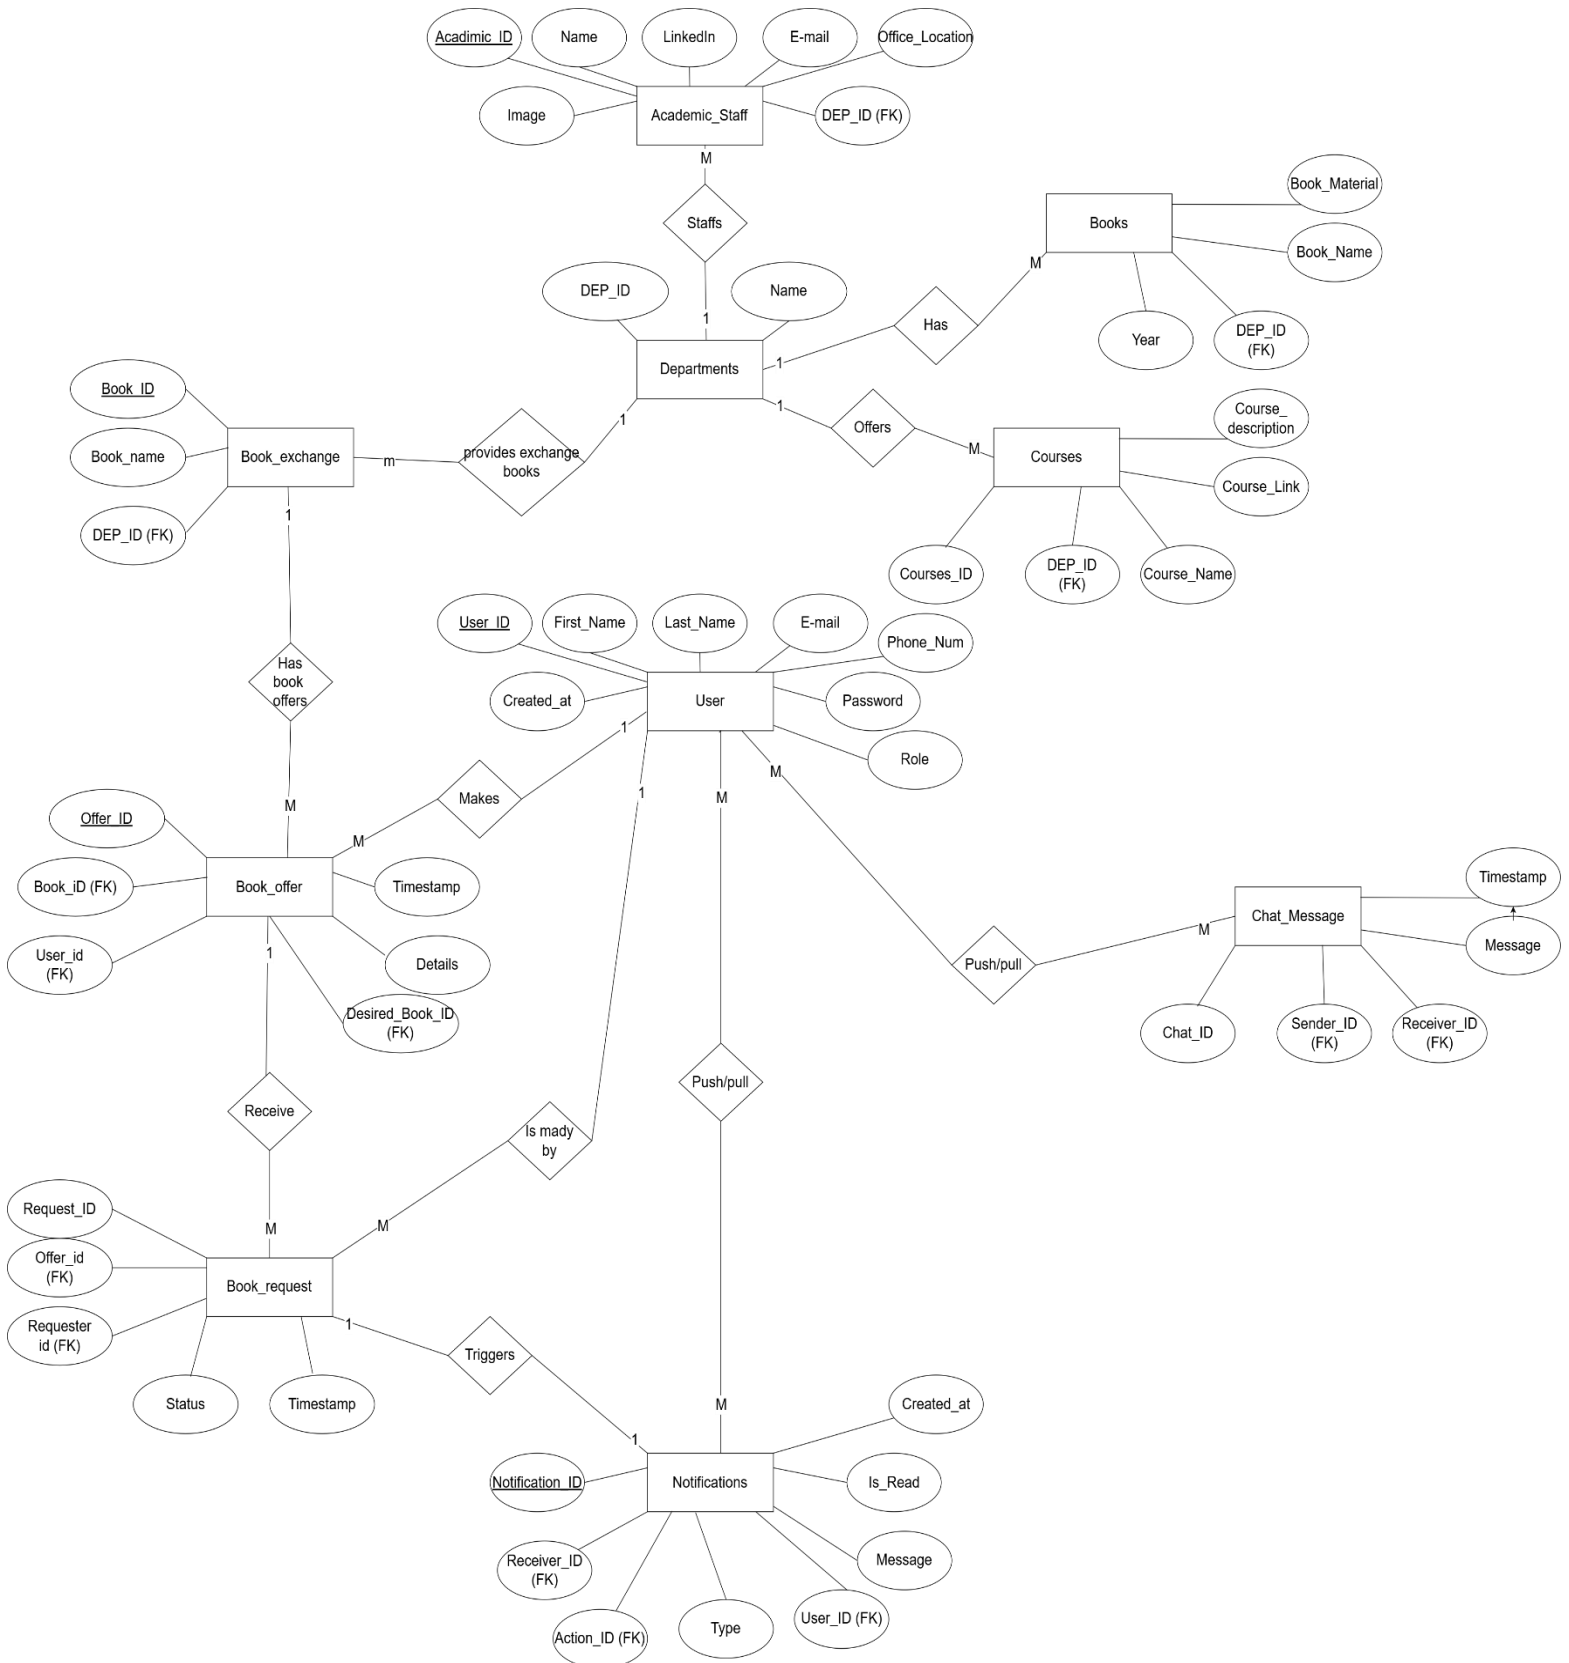 Acadimic_ID
Name
LinkedIn
E-mail
Office_Location
Image
Academic_Staff
DEP_ID (FK)
M
Staffs
Book_Material
Books
Book_Name
M
DEP_ID
Name
1
Has
Year
DEP_ID
(FK)
1
Departments
Book_ID
1
1
Offers
Course_
description
Book_name
Book_exchange
m
provides exchange
books
M
Courses
Course_Link
DEP_ID (FK)
1
Courses_ID
DEP_ID
(FK)
Course_Name
User_ID
First_Name
Last_Name
E-mail
Phone_Num
Has
book
offers
Created_at
User
Password
1
Role
M
1
M
M
Makes
Offer_ID
M
Book_iD (FK)
Book_offer
Timestamp
Timestamp
Chat_Message
M
Message
User_id
(FK)
1
Details
Push/pull
Desired_Book_ID
(FK)
Chat_ID
Sender_ID
(FK)
Receiver_ID
(FK)
Push/pull
Receive
Is mady
by
Request_ID
M
M
Offer_id
(FK)
Book_request
Requester
id (FK)
1
Triggers
Status
Timestamp
M
Created_at
1
Notification_ID
Notifications
Is_Read
Receiver_ID
(FK)
Message
Action_ID (FK)
Type
User_ID (FK)